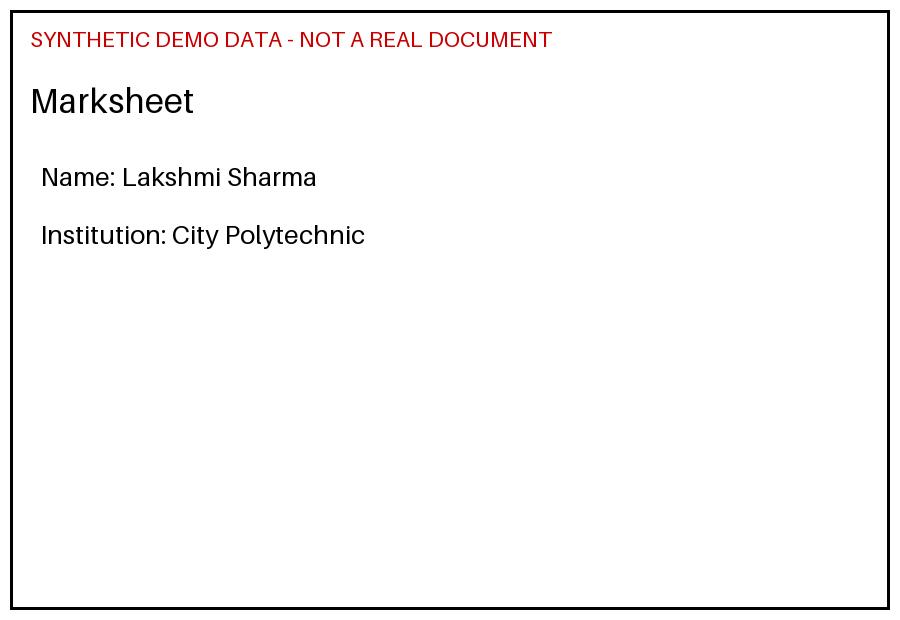 SYNTHETIC DEMO DATA - NOT A REAL DOCUMENT
Marksheet
Name: Lakshmi Sharma
Institution: City Polytechnic